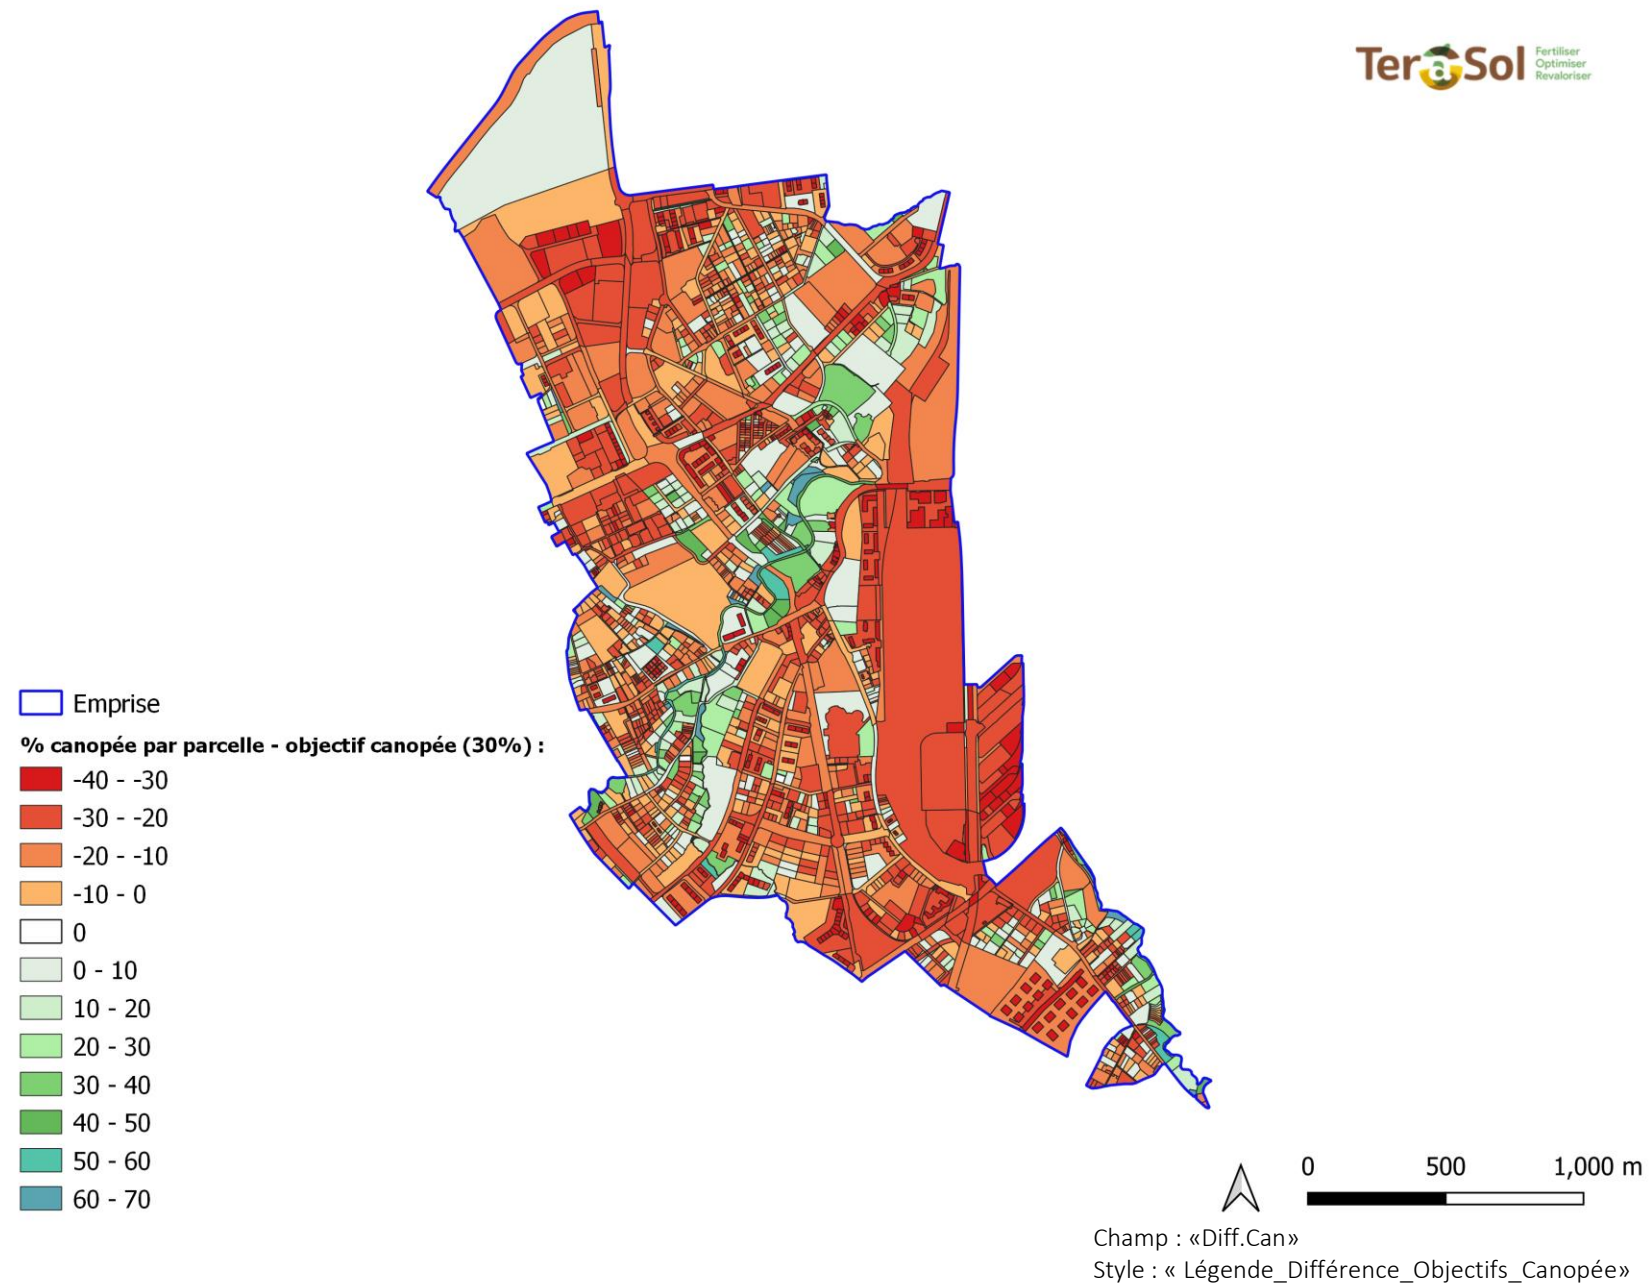 TeraSol
Fertiliser
Optimiser
Revaloriser
Emprise
% canopée par parcelle - objectif canopée (30%) :
-40 - -30
-30 - -20
-20 - -10
-10 - 0
0
0 - 10
10 - 20
20 - 30
30 - 40
40 - 50
50 - 60
60 - 70
0 500 1,000 m
Champ : «Diff.Can»
Style : « Légende_Différence_Objectifs_Canopée»